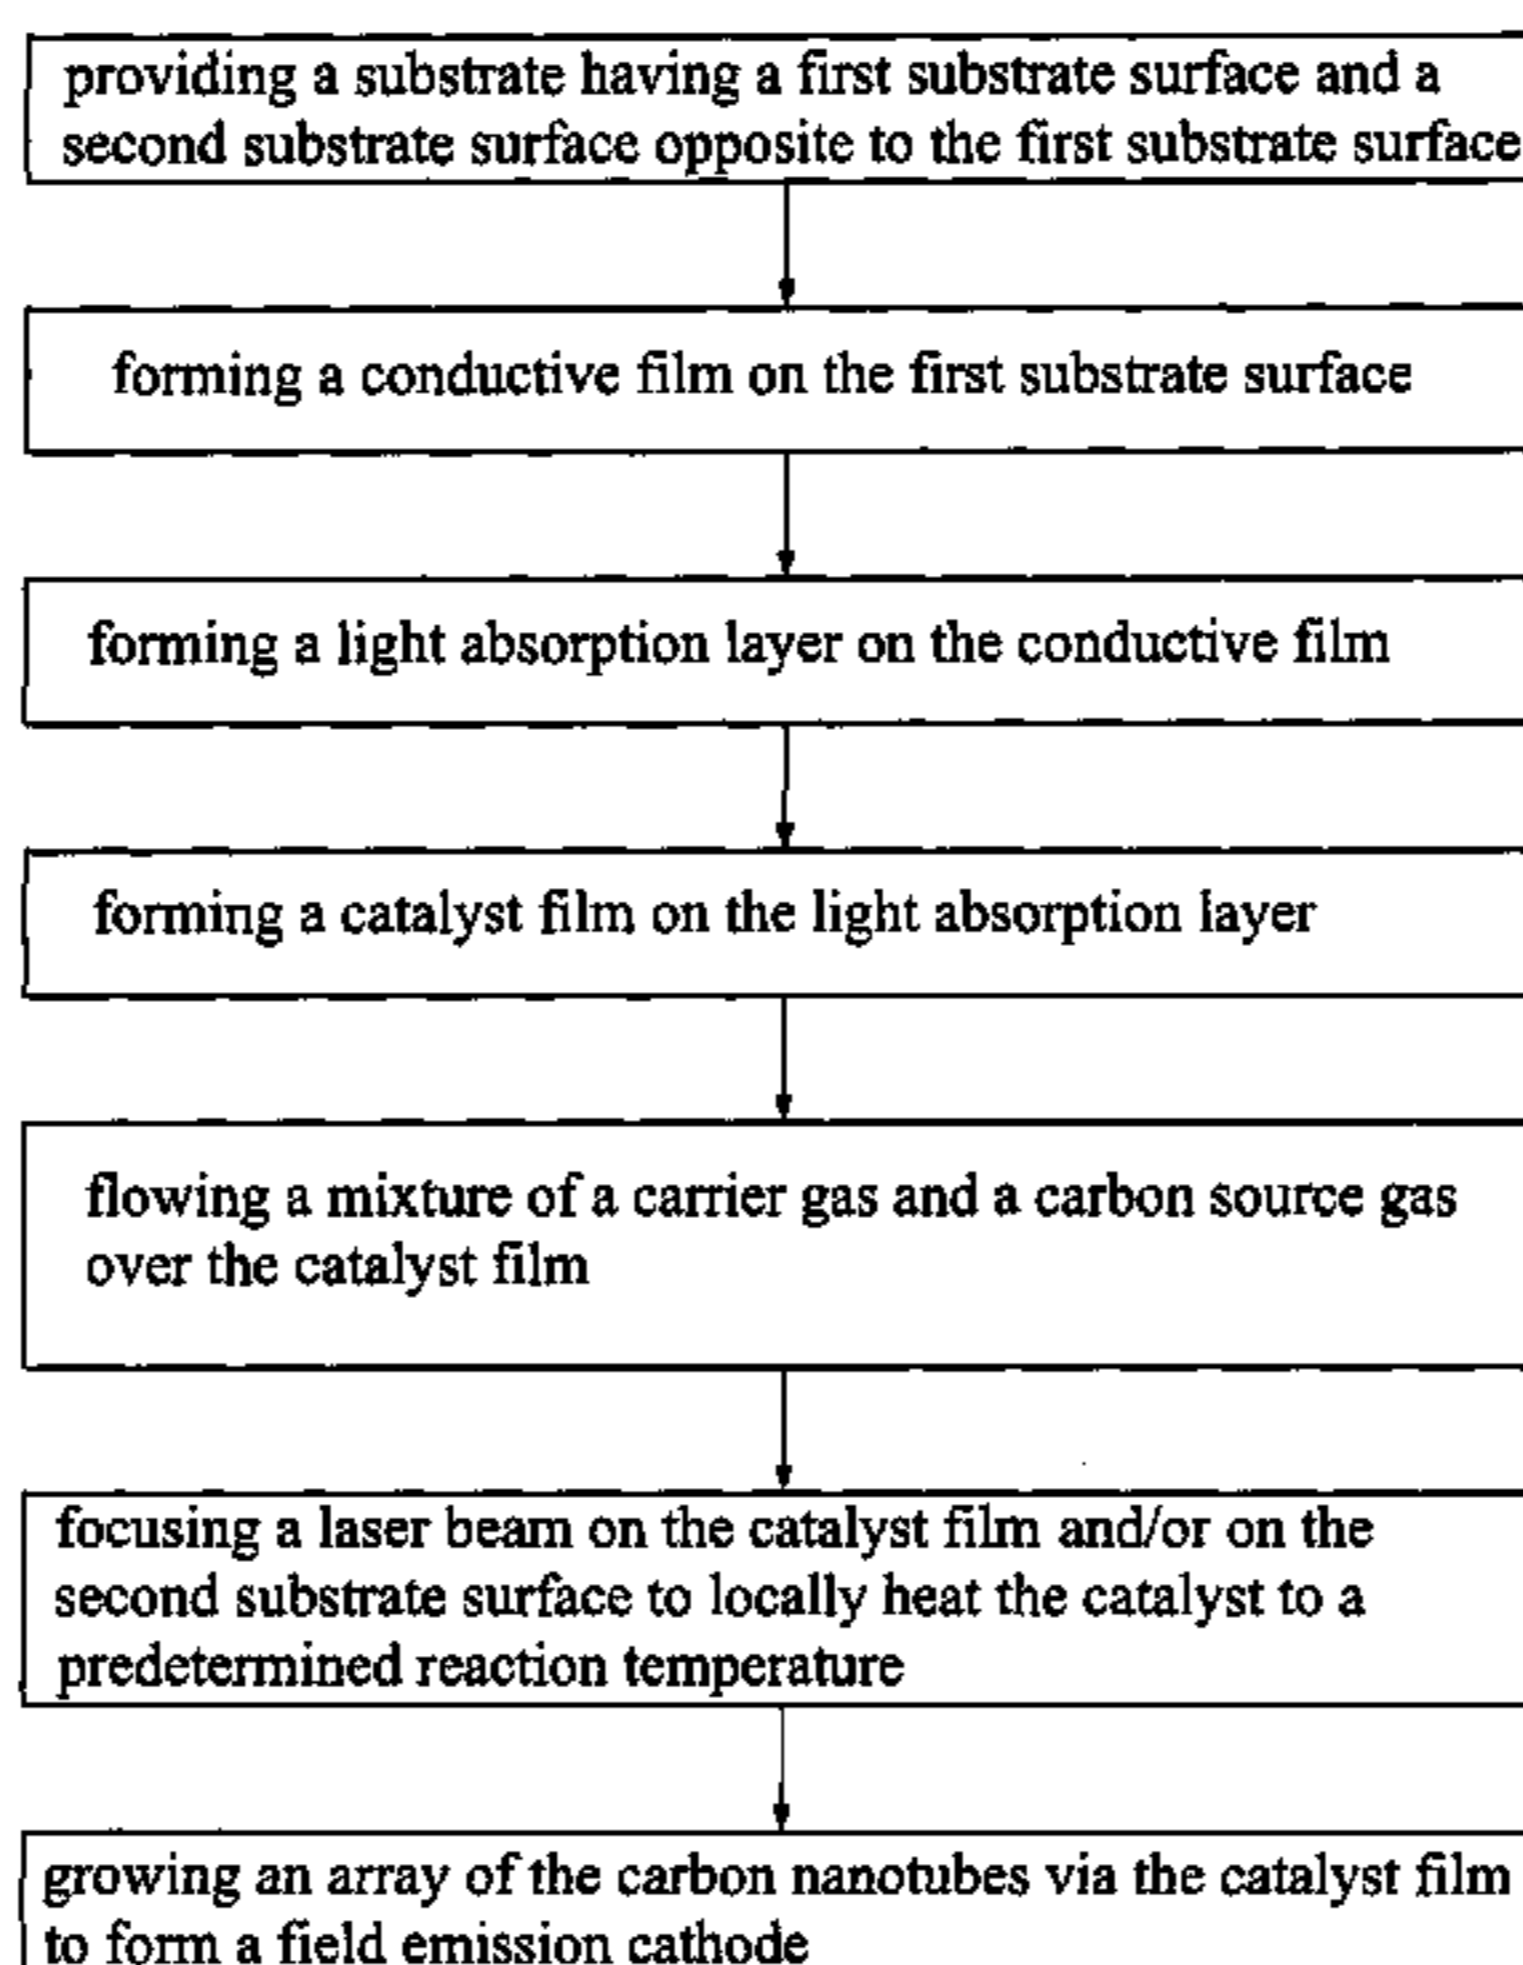 providing a substrate having a first substrate surface and a
second substrate surface opposite to the first substrate surface
forming a conductive film on the first substrate surface
forming a light absorption layer on the conductive film
forming a catalyst film on the light absorption layer
flowing a mixture of a carrier gas and a carbon source gas
over the catalyst film
focusing a laser beam on the catalyst film and/or on the
second substrate surface to locally heat the catalyst to a
predetermined reaction temperature
growing an array of the carbon nanotubes via the catalyst film
to form a field emission cathode